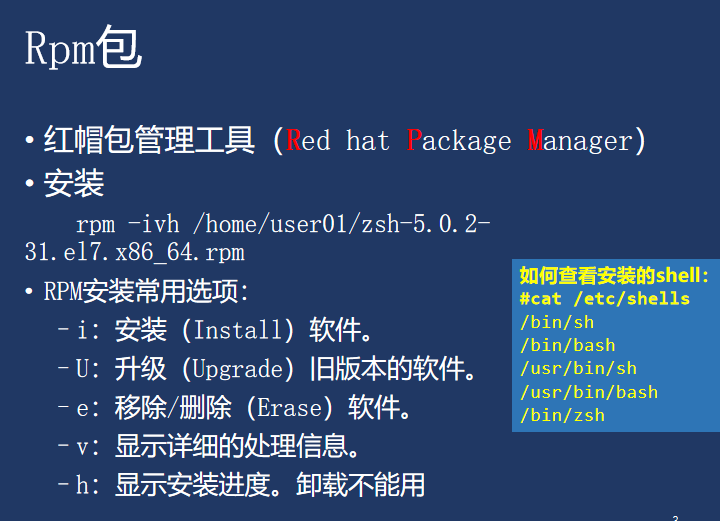 Rpm包
• 红帽包管理工具（Red hat Package Manager）
• 安装
rpm -ivh /home/user01/zsh-5.0.2-
31.el7.x86_64.rpm
• RPM安装常用选项：
– i：安装（Install）软件。
– U：升级（Upgrade）旧版本的软件。
– e：移除/删除（Erase）软件。
– v：显示详细的处理信息。
– h：显示安装进度。卸载不能用
如何查看安装的shell：
#cat /etc/shells
/bin/sh
/bin/bash
/usr/bin/sh
/usr/bin/bash
/bin/zsh